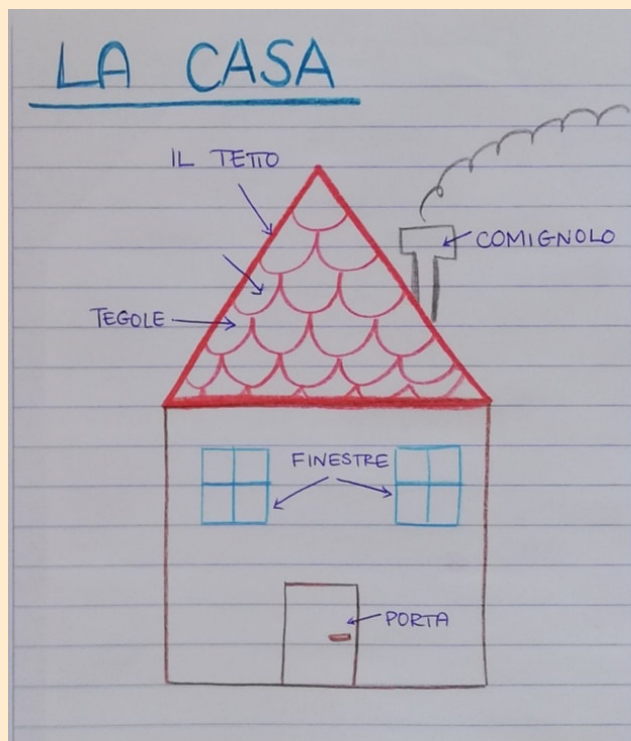 LA CASA
IL TETTO
COMIGNOLO
TEGOLE
FINESTRE
PORTA